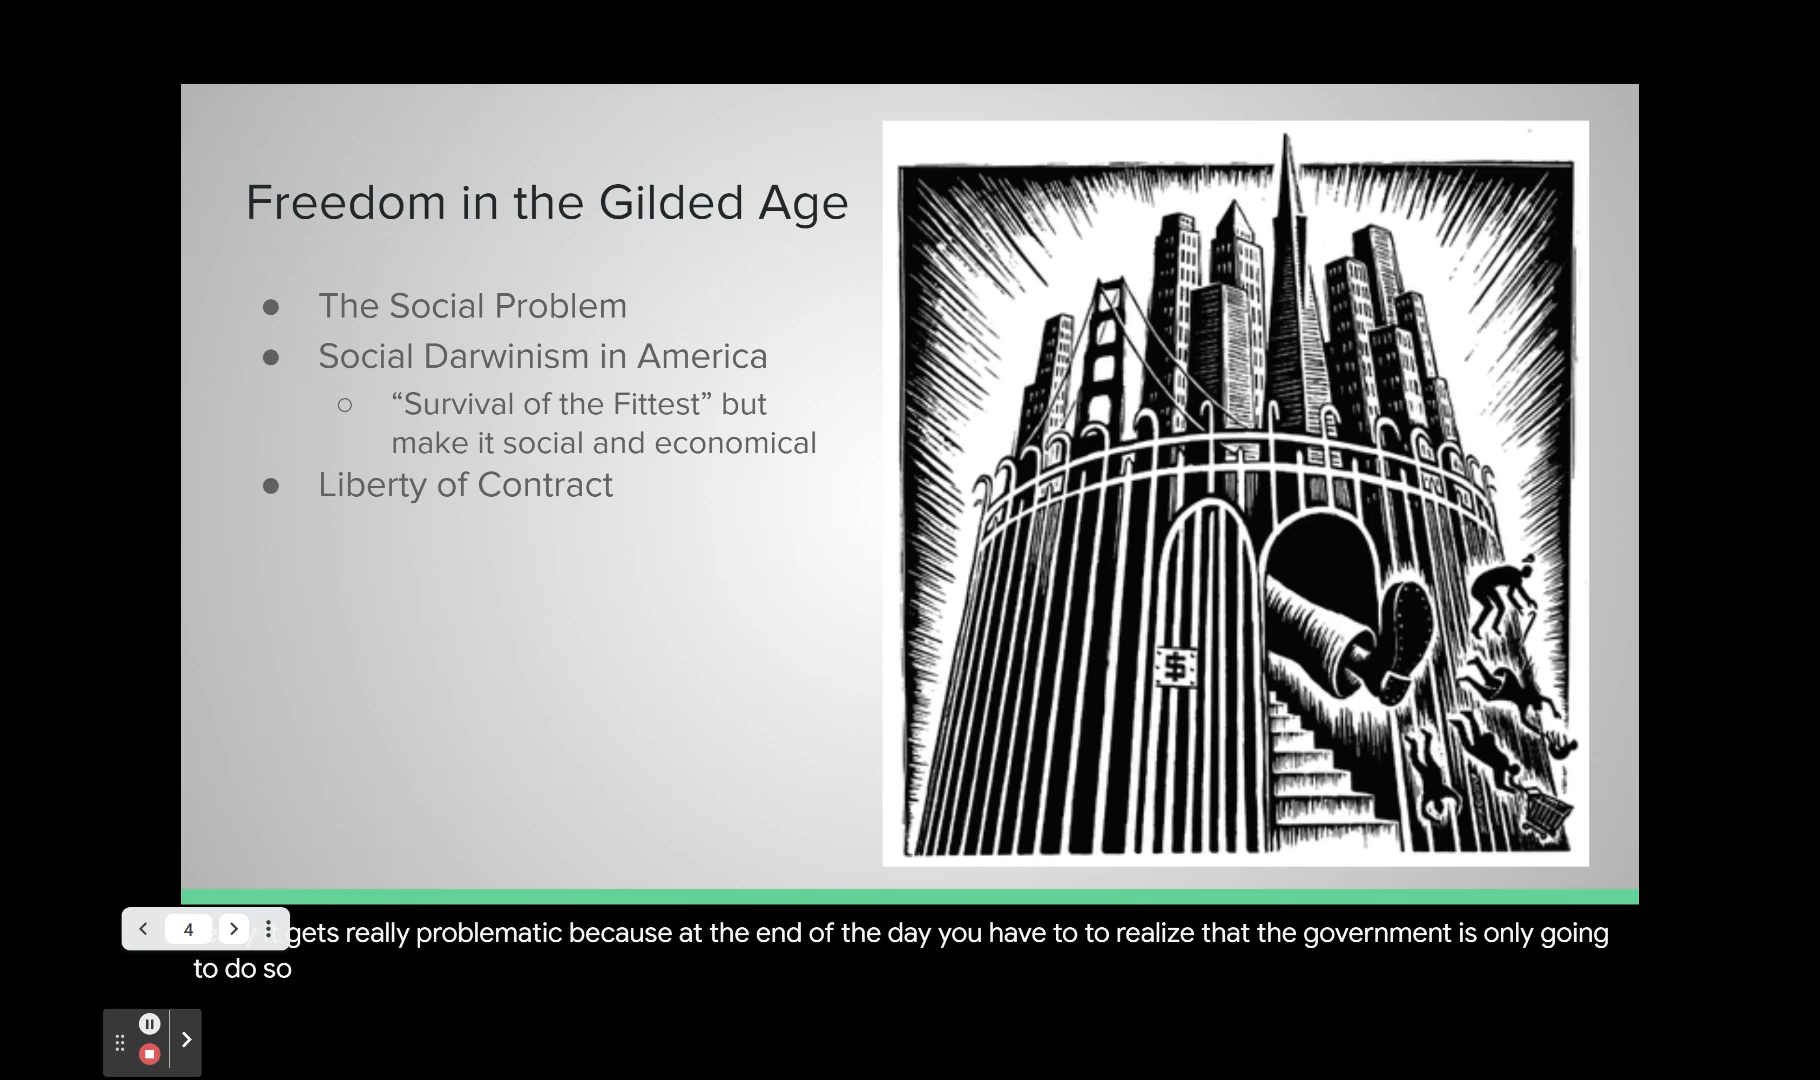 Freedom in the Gilded Age
● The Social Problem
● Social Darwinism in America
○ “Survival of the Fittest” but
make it social and economical
● Liberty of Contract
$
4
gets really problematic because at the end of the day you have to to realize that the government is only going
to do so